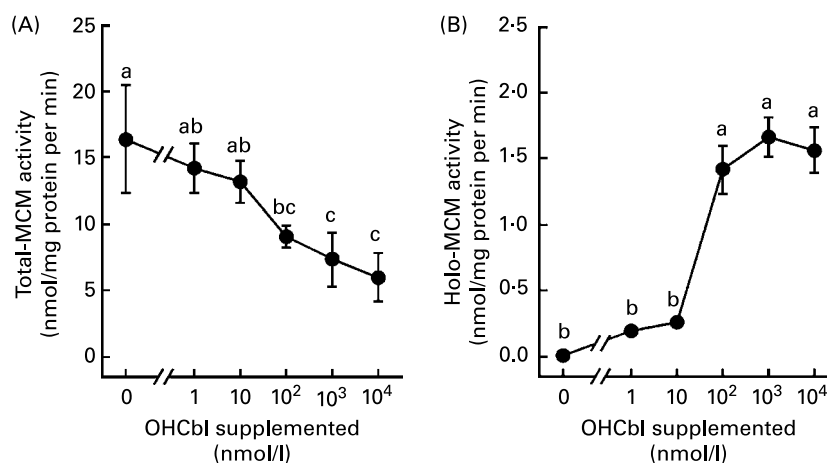 (A)
Total-MCM activity
(nmol/mg protein per min)
25
20
15
10
5
0
a
ab
ab
bc
c
c
0 1 10 10² 10³ 10⁴
OHCbl supplemented
(nmol/l)
(B)
Holo-MCM activity
(nmol/mg protein per min)
2·5
2·0
1·5
1·0
0·5
0.0
b
b
b
a
a
a
0 1 10 10² 10³ 10⁴
OHCbl supplemented
(nmol/l)